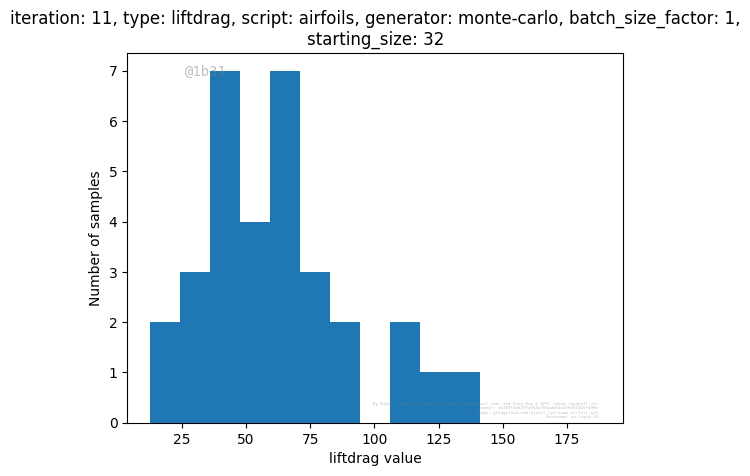 iteration: 11, type: liftdrag, script: airfoils, generator: monte-carlo, batch_size_factor: 1,
starting_size: 32
@1b31
7
6
5
4
3
2
1
0
Number of samples
25 50 75 100 125 150 175
liftdrag value